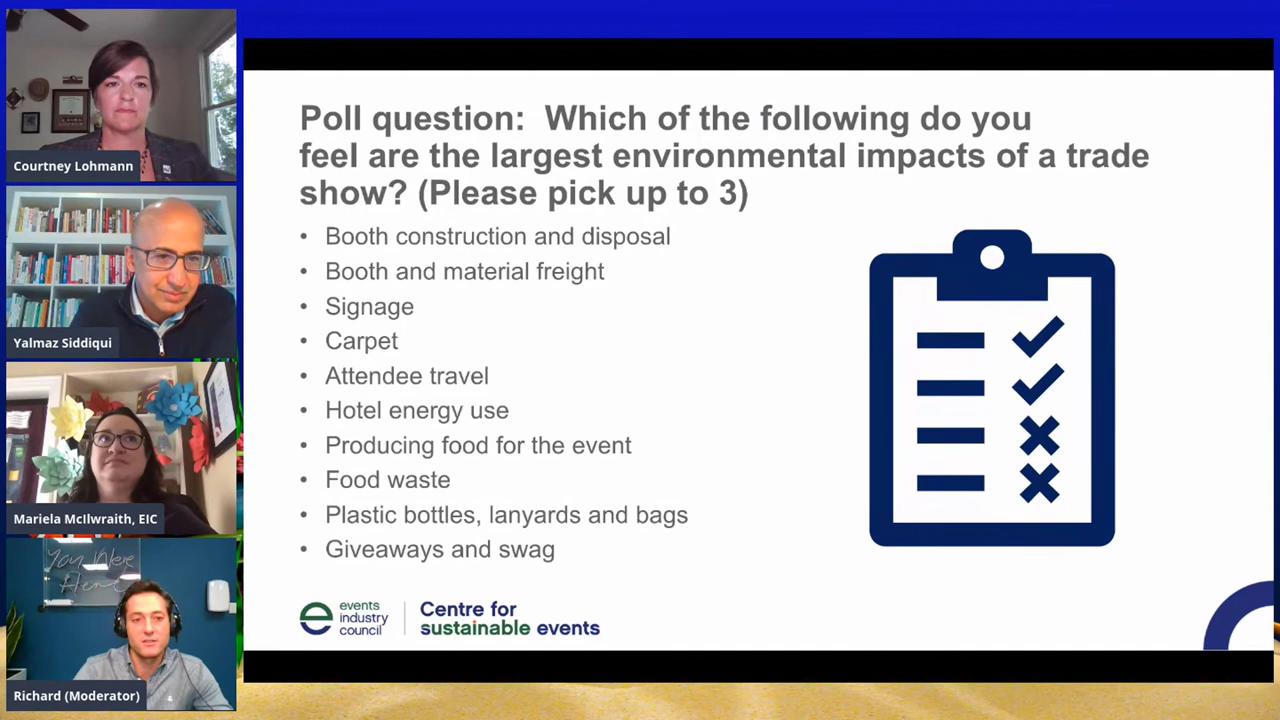 Courtney Lohmann
Yalmaz Siddiqui
Mariela McIlwraith, EIC
You Were
Here
Richard (Moderator)
Poll question: Which of the following do you
feel are the largest environmental impacts of a trade
show? (Please pick up to 3)
• Booth construction and disposal
• Booth and material freight
• Signage
• Carpet
• Attendee travel
• Hotel energy use
• Producing food for the event
• Food waste
• Plastic bottles, lanyards and bags
• Giveaways and swag
events
industry
council
Centre for
sustainable events